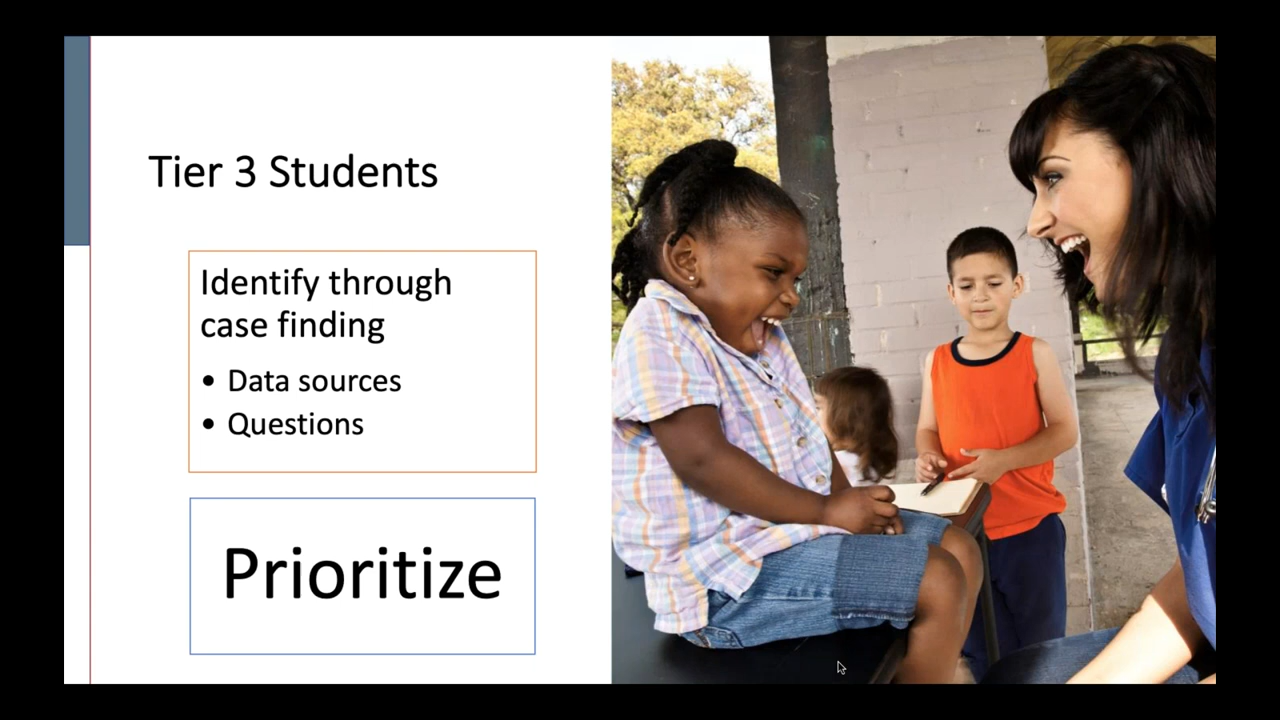 Tier 3 Students
Identify through
case finding
• Data sources
• Questions
Prioritize